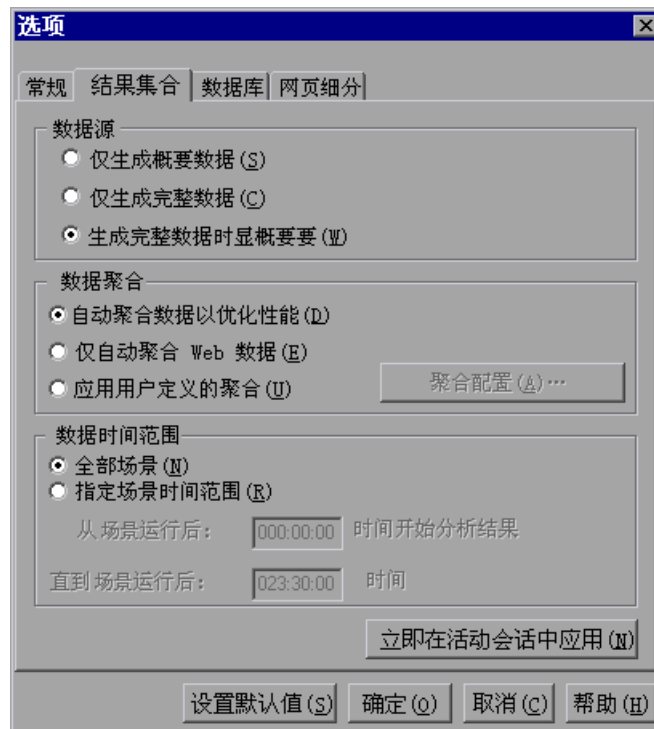 选项
常规 结果集合 数据库 网页细分
数据源
仅生成概要数据(S)
仅生成完整数据(C)
生成完整数据时显概要要(W)
数据聚合
自动聚合数据以优化性能(D)
仅自动聚合 Web 数据(E)
应用用户定义的聚合(U)
聚合配置(A)…
数据时间范围
全部场景(N)
指定场景时间范围(R)
从场景运行后: 000:00:00 时间开始分析结果
直到场景运行后: 023:30:00 时间
立即在活动会话中应用(N)
设置默认值(S) 确定(O) 取消(C) 帮助(H)